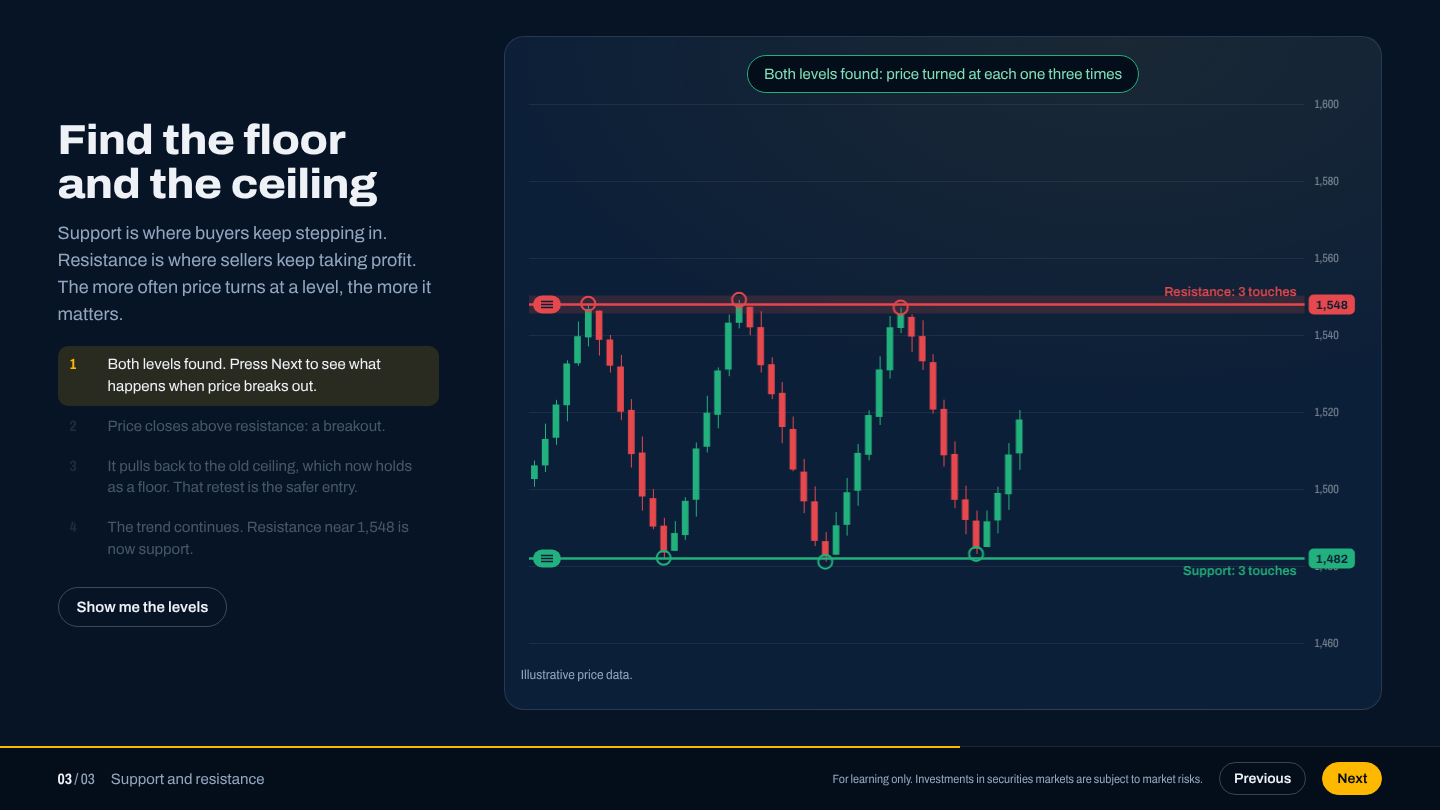 Find the floor
and the ceiling
Support is where buyers keep stepping in.
Resistance is where sellers keep taking profit.
The more often price turns at a level, the more it
matters.
1 Both levels found. Press Next to see what
happens when price breaks out.
2 Price closes above resistance: a breakout.
3 It pulls back to the old ceiling, which now holds
as a floor. That retest is the safer entry.
4 The trend continues. Resistance near 1,548 is
now support.
Show me the levels
Both levels found: price turned at each one three times
1,600
1,580
1,560
Resistance: 3 touches
1,548
1,540
1,520
1,500
1,482
Support: 3 touches
1,460
Illustrative price data.
03 / 03 Support and resistance
For learning only. Investments in securities markets are subject to market risks.
Previous
Next